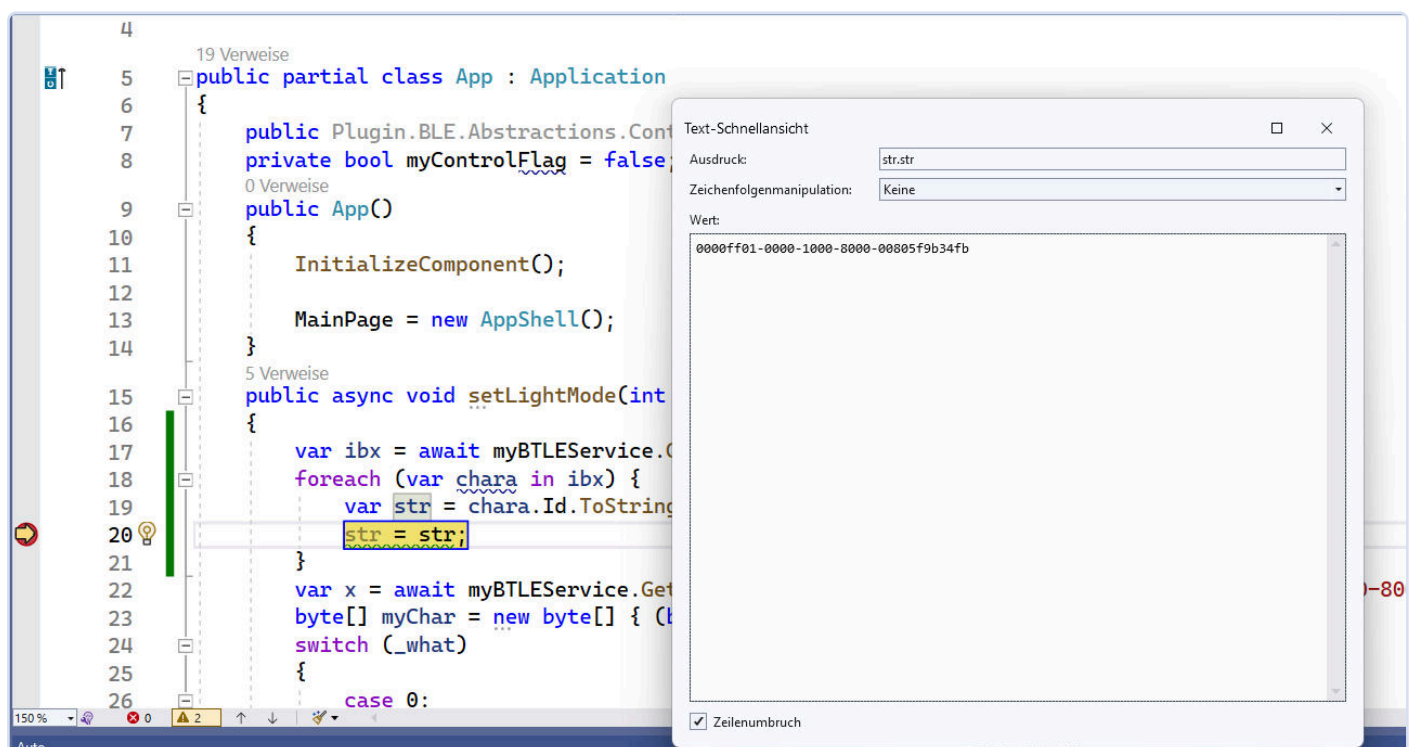 4
19 Verweise
5 public partial class App : Application
6 {
7 public Plugin.BLE.Abstractions.Cont
8 private bool myControlFlag = false;
0 Verweise
9 public App()
10 {
11 InitializeComponent();
12
13 MainPage = new AppShell();
14 }
5 Verweise
15 public async void setLightMode(int
16 {
17 var ibx = await myBTLEService.G
18 foreach (var chara in ibx) {
19 var str = chara.Id.ToString
20 str = str;
21 }
22 var x = await myBTLEService.Get
0-80
23 byte[] myChar = new byte[] { (b
24 switch (_what)
25 {
26 case 0:
150 % 0 2
Text-Schnellansicht
Ausdruck: str.str
Zeichenfolgenmanipulation: Keine
Wert:
0000ff01-0000-1000-8000-00805f9b34fb
Zeilenumbruch